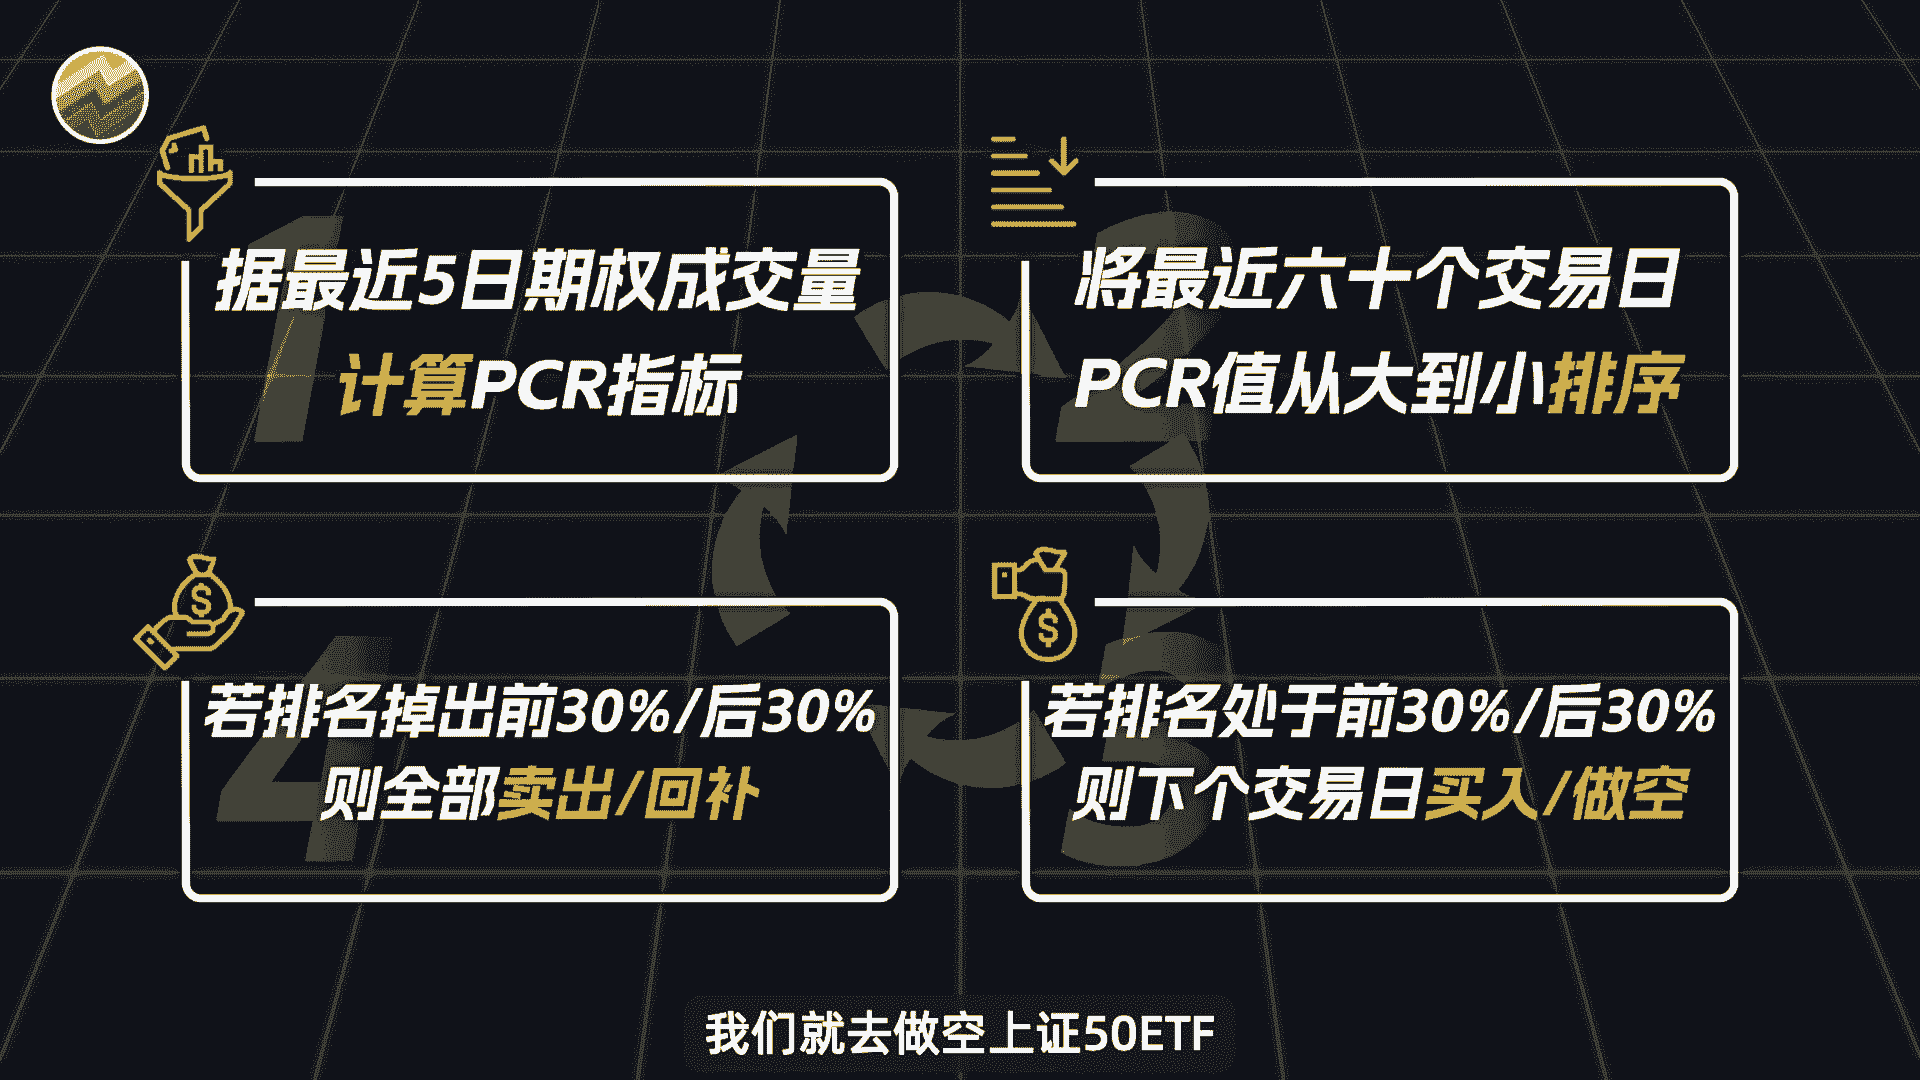 1
据最近5日期权成交量
计算PCR指标
2
将最近六十个交易日
PCR值从大到小排序
3
若排名处于前30%/后30%
则下个交易日买入/做空
4
若排名掉出前30%/后30%
则全部卖出/回补
我们就去做空上证50ETF